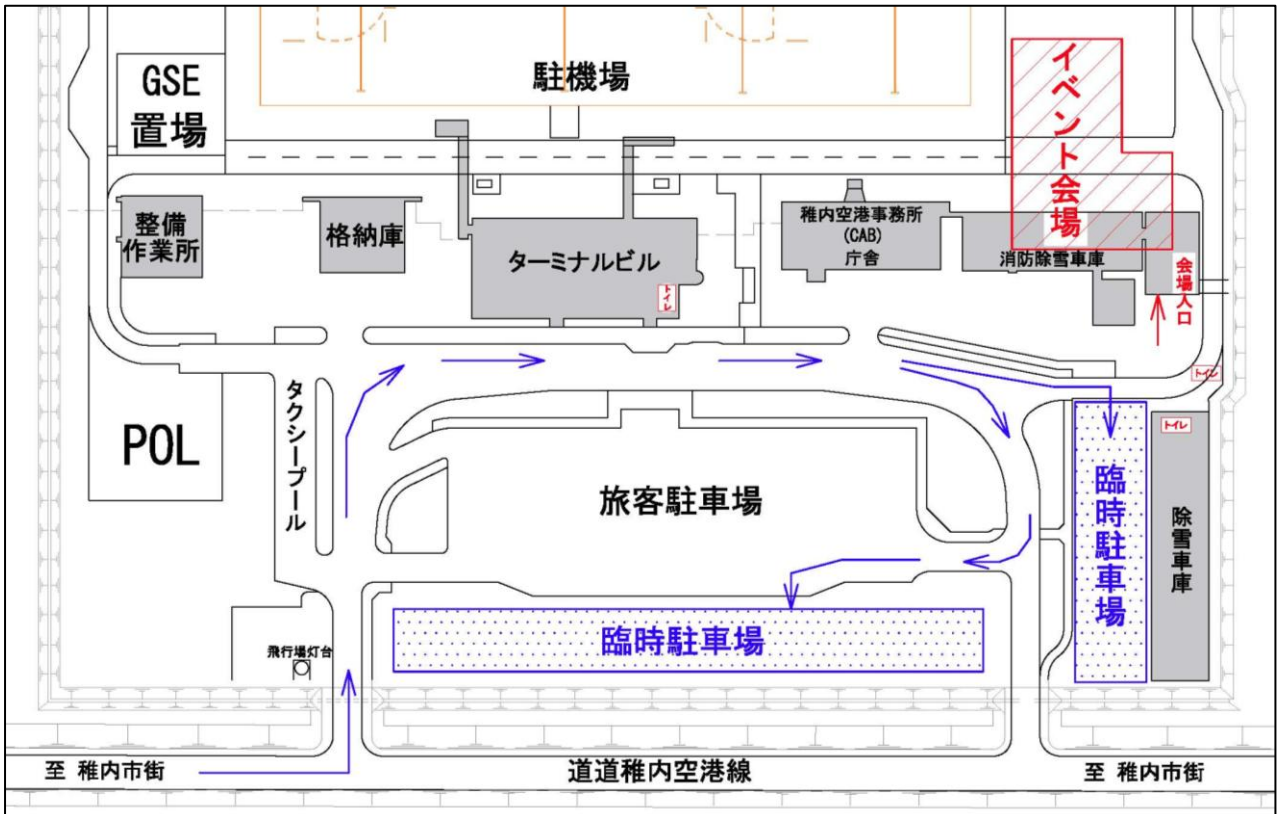 GSE
置場
駐機場
イベント会場
整備
作業所
格納庫
ターミナルビル
トイレ
稚内空港事務所
(CAB)
庁舎
消防除雪車庫
会場入口
トイレ
POL
タクシープール
旅客駐車場
臨時駐車場
トイレ
除雪車庫
臨時駐車場
飛行場灯台
至 稚内市街
道道稚内空港線
至 稚内市街